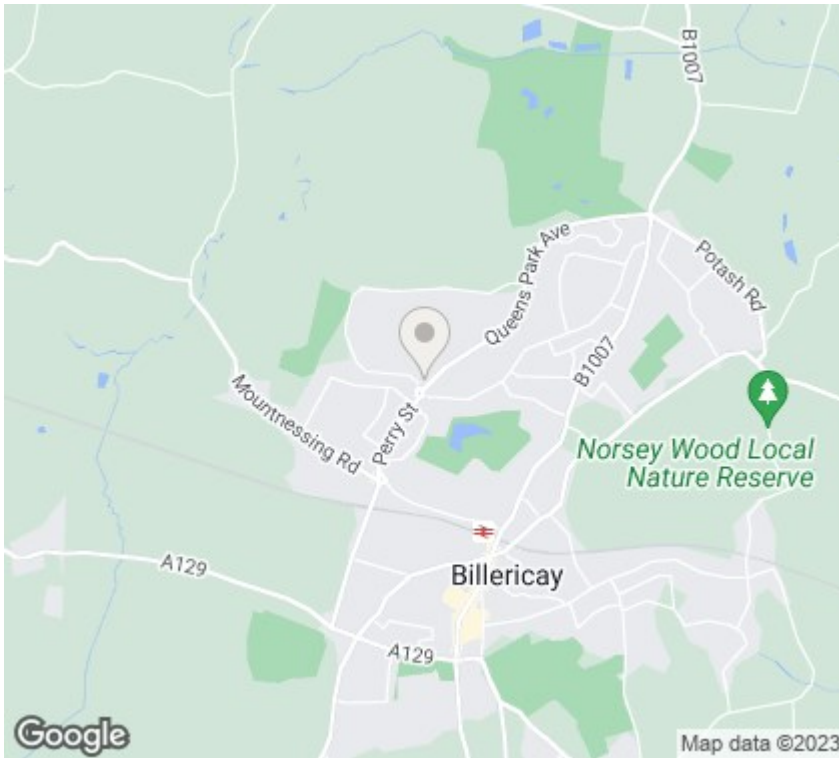 B1007
Queens Park Ave
Potash Rd
B1007
Mountnessing Rd
Perry St
Norsey Wood Local
Nature Reserve
A129
Billericay
A129
Google
Map data ©2023